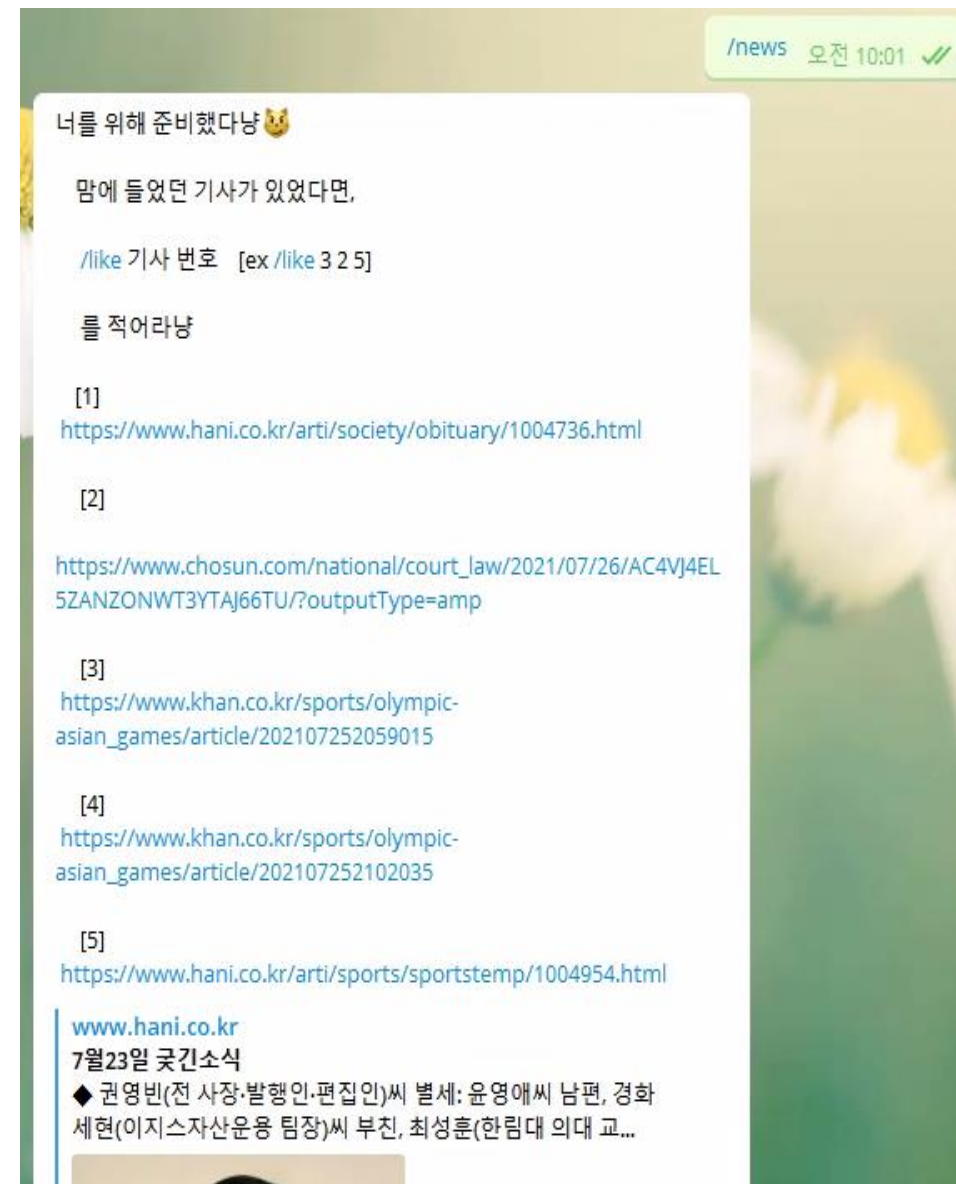 /news 오전 10:01
너를 위해 준비했다냥😼
맘에 들었던 기사가 있었다면,
/like 기사 번호 [ex /like 3 2 5]
를 적어라냥
[1]
https://www.hani.co.kr/arti/society/obituary/1004736.html
[2]
https://www.chosun.com/national/court_law/2021/07/26/AC4VJ4EL
5ZANZONWT3YTAJ66TU/?outputType=amp
[3]
https://www.khan.co.kr/sports/olympic-
asian_games/article/202107252059015
[4]
https://www.khan.co.kr/sports/olympic-
asian_games/article/202107252102035
[5]
https://www.hani.co.kr/arti/sports/sportstemp/1004954.html
www.hani.co.kr
7월23일 궂긴소식
◆ 권영빈(전 사장·발행인·편집인)씨 별세: 윤영애씨 남편, 경화
세현(이지스자산운용 팀장)씨 부친, 최성훈(한림대 의대 교...